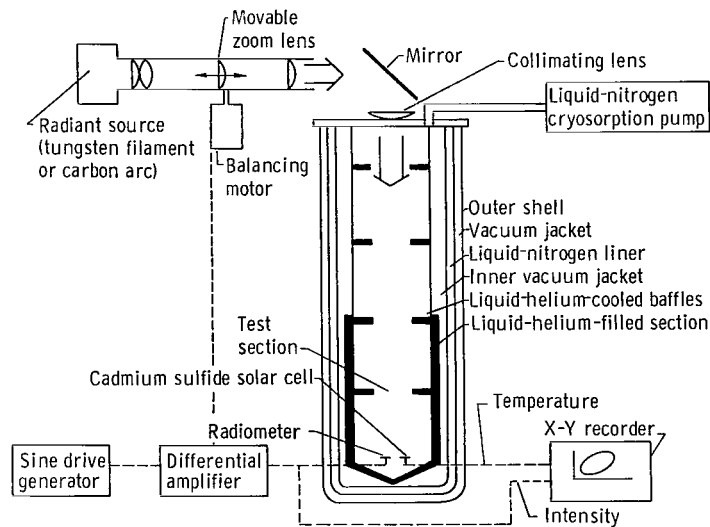 Movable
zoom lens
Mirror
Collimating lens
Liquid-nitrogen
cryosorption pump
Radiant source
(tungsten filament
or carbon arc)
Balancing
motor
Outer shell
Vacuum jacket
Liquid-nitrogen liner
Inner vacuum jacket
Liquid-helium-cooled baffles
Liquid-helium-filled section
Test
section
Cadmium sulfide solar cell
Radiometer
Temperature
X-Y recorder
Sine drive
generator
Differential
amplifier
Intensity